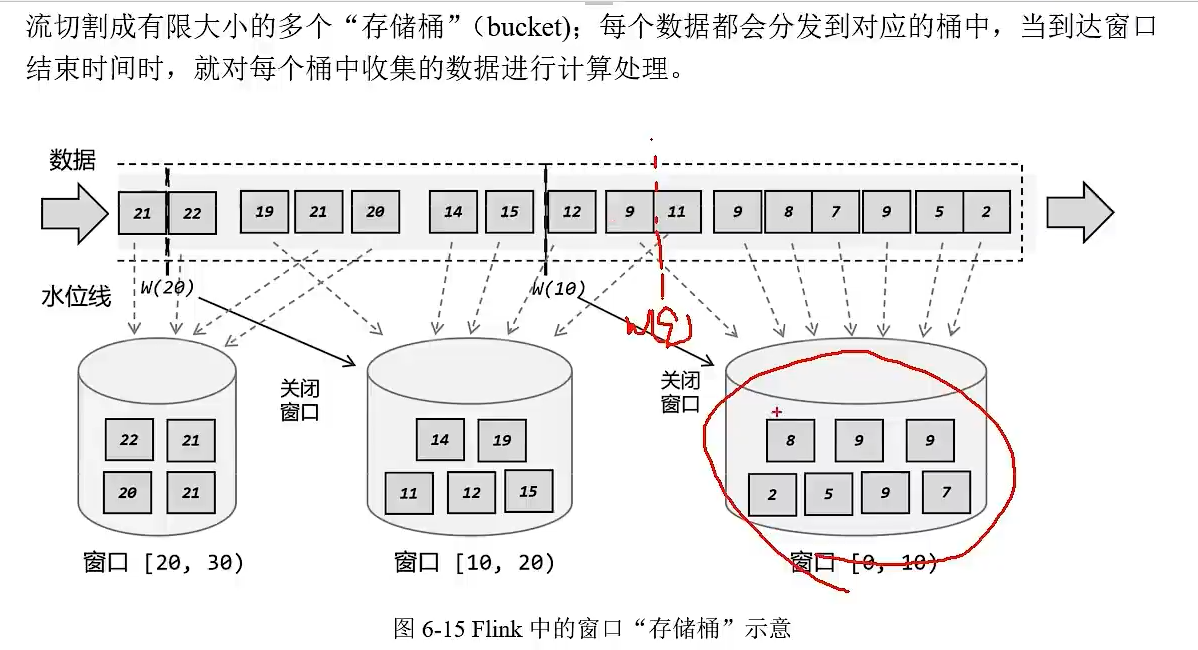 流切割成有限大小的多个“存储桶”（bucket)；每个数据都会分发到对应的桶中，当到达窗口
结束时间时，就对每个桶中收集的数据进行计算处理。
数据
21 22 19 21 20 14 15 12 9 11 9 8 7 9 5 2
水位线 W(20) W(10)
关闭
窗口
关闭
窗口
22 21 14 19 8 9 9
20 21 11 12 15 2 5 9 7
窗口 [20, 30) 窗口 [10, 20) 窗口 [0, 10)
图 6-15 Flink 中的窗口“存储桶”示意